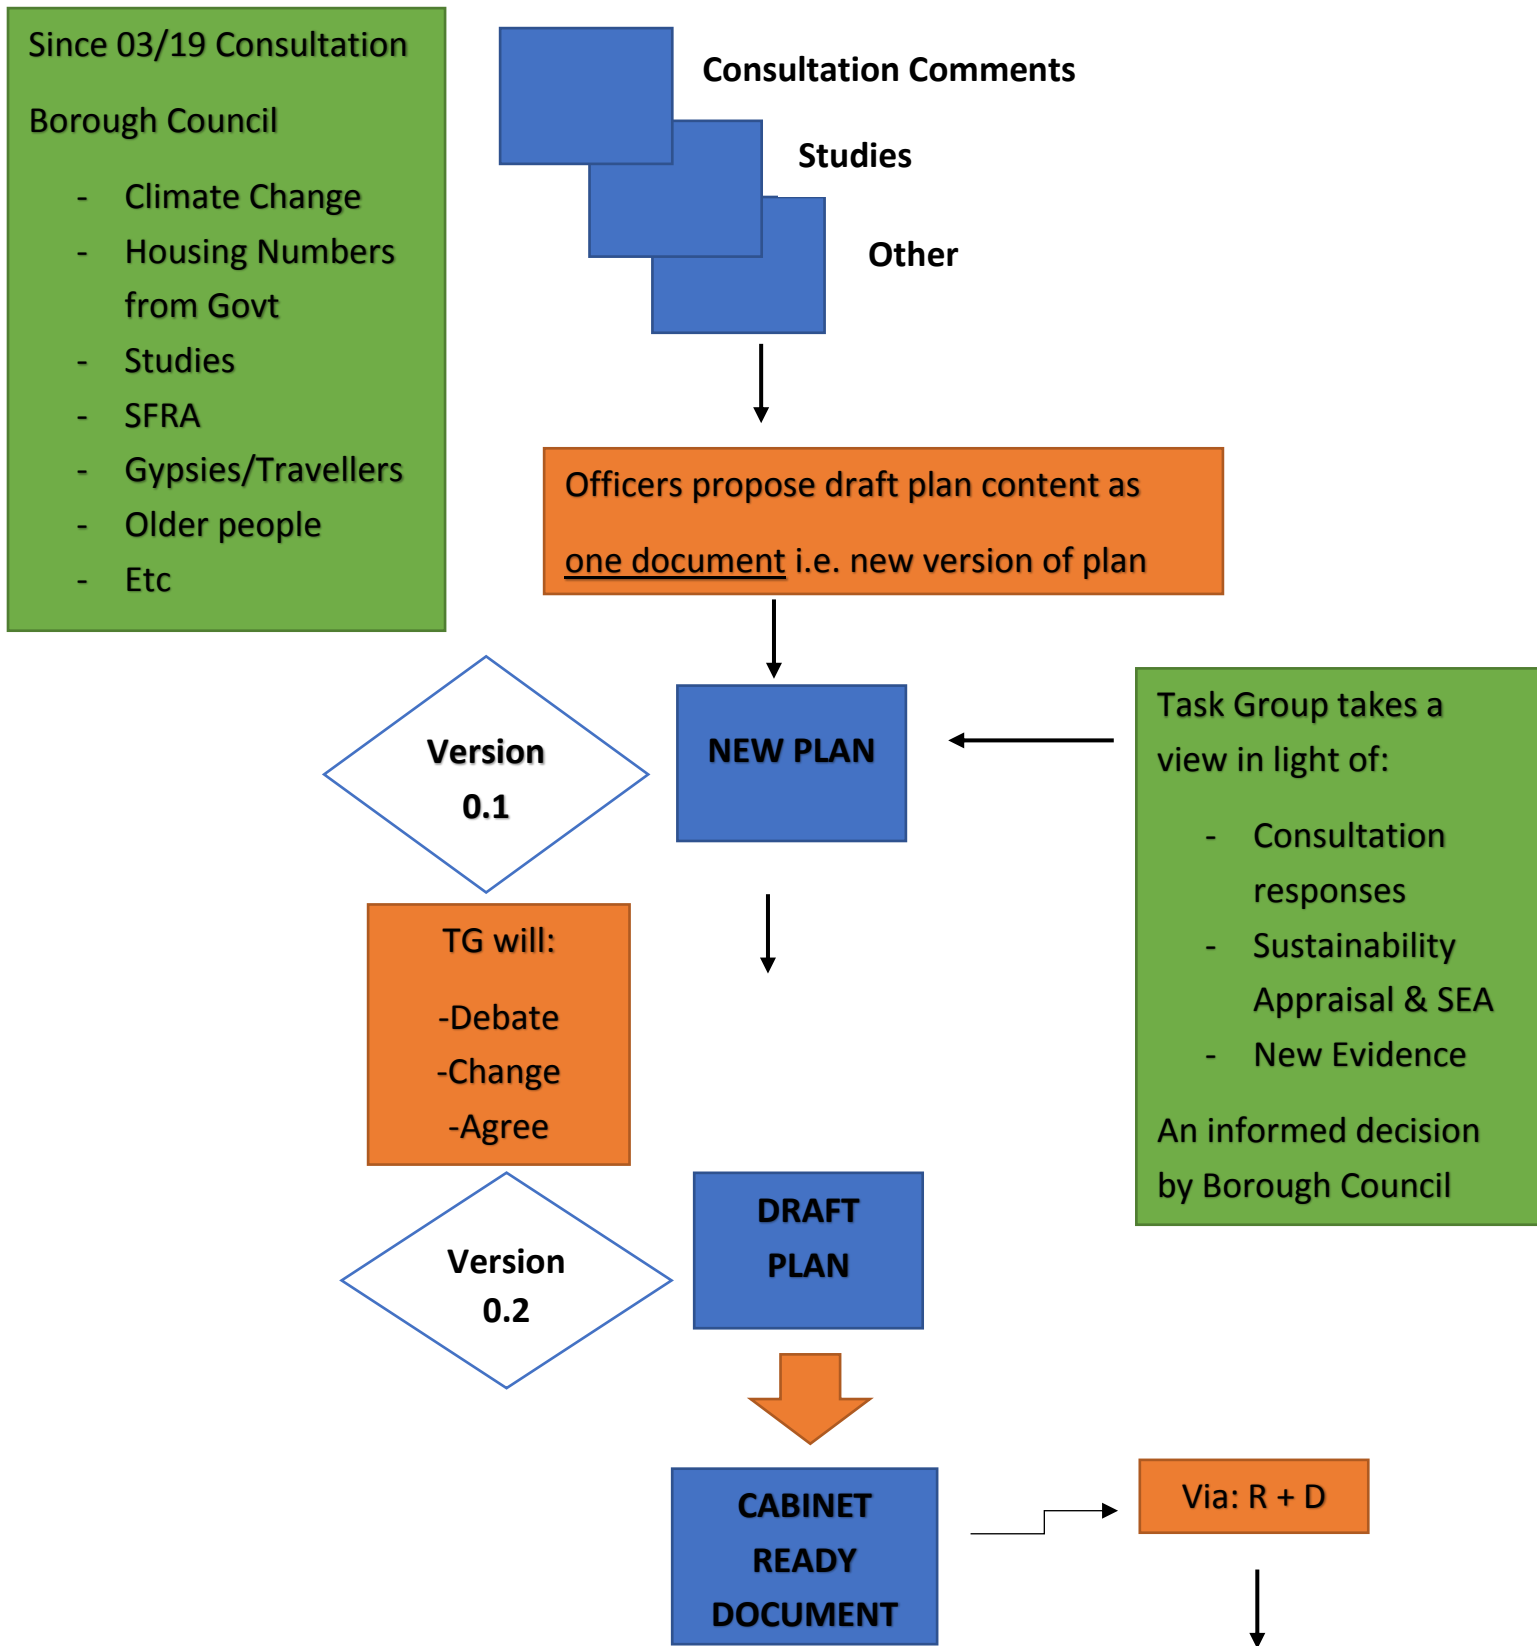 Since 03/19 Consultation
Borough Council
- Climate Change
- Housing Numbers
from Govt
- Studies
- SFRA
- Gypsies/Travellers
- Older people
- Etc
Consultation Comments
Studies
Other
Officers propose draft plan content as
one document i.e. new version of plan
Version
0.1
NEW PLAN
Task Group takes a
view in light of:
- Consultation
responses
- Sustainability
Appraisal & SEA
- New Evidence
An informed decision
by Borough Council
TG will:
-Debate
-Change
-Agree
Version
0.2
DRAFT
PLAN
CABINET
READY
DOCUMENT
Via: R + D